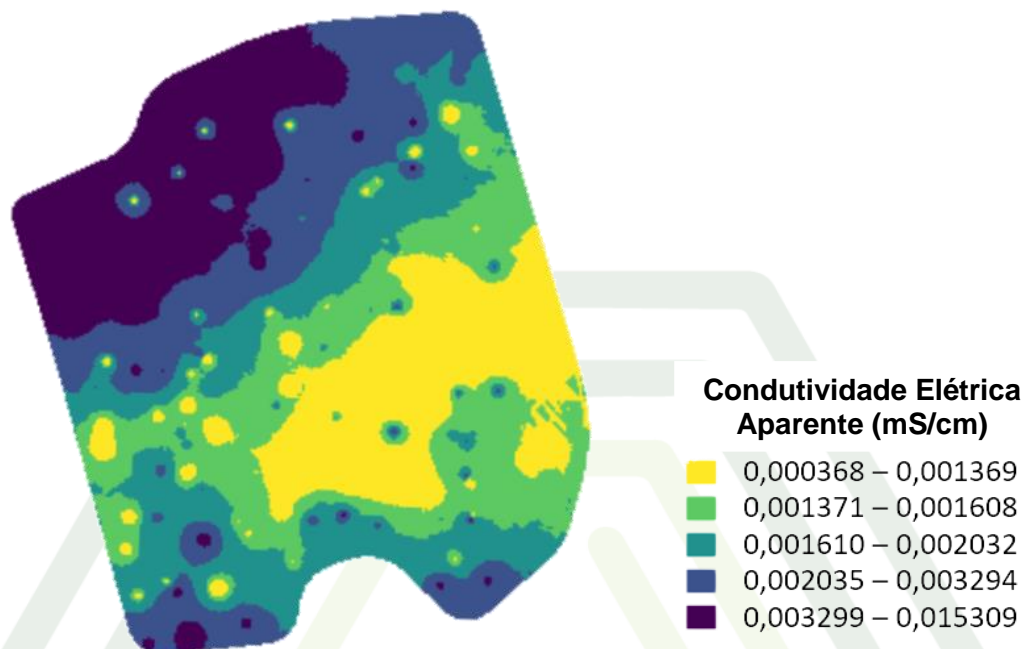 Condutividade Elétrica
Aparente (mS/cm)
0,000368 – 0,001369
0,001371 – 0,001608
0,001610 – 0,002032
0,002035 – 0,003294
0,003299 – 0,015309